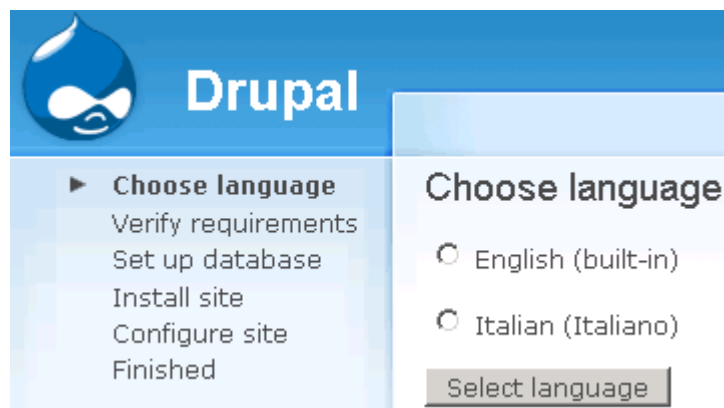 Drupal
Choose language
Verify requirements
Set up database
Install site
Configure site
Finished
Choose language
English (built-in)
Italian (Italiano)
Select language